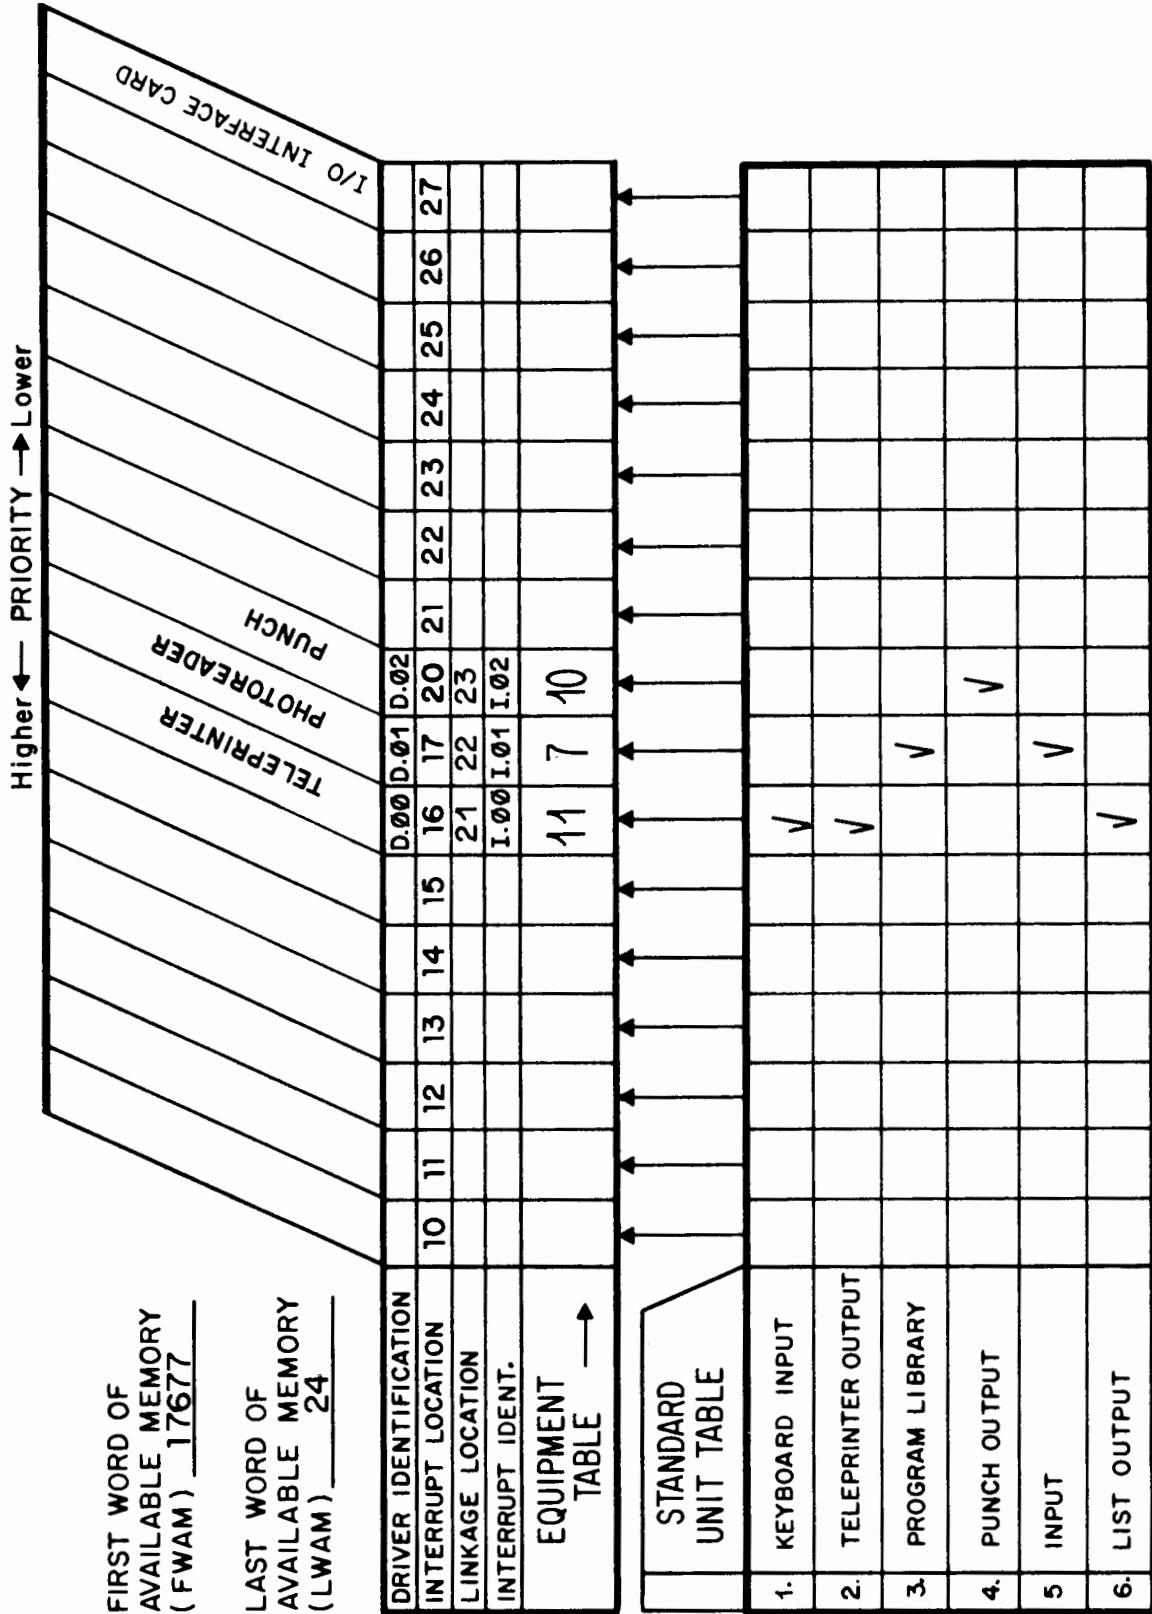 Higher ← PRIORITY → Lower
I/O INTERFACE CARD
PUNCH
PHOTOREADER
TELEPRINTER
FIRST WORD OF
AVAILABLE MEMORY
(FWAM) 17677
LAST WORD OF
AVAILABLE MEMORY
(LWAM) 24
DRIVER IDENTIFICATION D.00 D.01 D.02
INTERRUPT LOCATION 10 11 12 13 14 15 16 17 20 21 22 23 24 25 26 27
LINKAGE LOCATION 21 22 23
INTERRUPT IDENT. I.00 I.01 I.02
EQUIPMENT
TABLE → 11 7 10
STANDARD
UNIT TABLE
1. KEYBOARD INPUT √
2. TELEPRINTER OUTPUT √
3. PROGRAM LIBRARY √
4. PUNCH OUTPUT √
5 INPUT √
6. LIST OUTPUT √